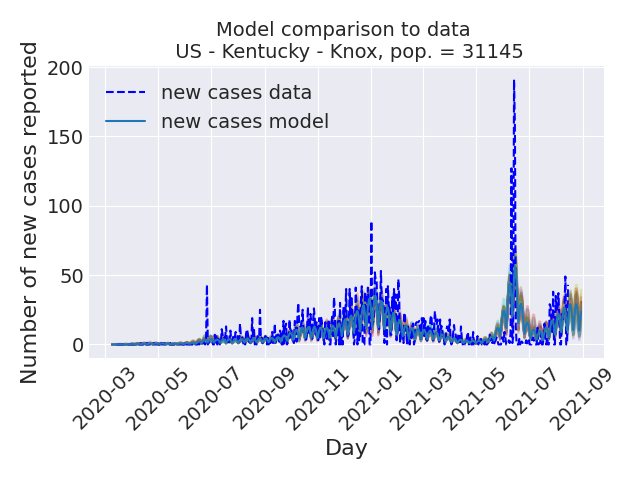 Model comparison to data
US - Kentucky - Knox, pop. = 31145
Number of new cases reported
200
150
100
50
0
new cases data
new cases model
2020-03
2020-05
2020-07
2020-09
2020-11
2021-01
2021-03
2021-05
2021-07
2021-09
Day